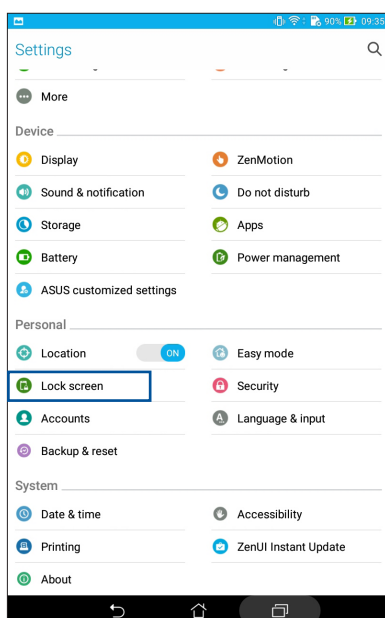 90% 09:35
Settings
More
Device
Display ZenMotion
Sound & notification Do not disturb
Storage Apps
Battery Power management
ASUS customized settings
Personal
Location ON Easy mode
Lock screen Security
Accounts Language & input
Backup & reset
System
Date & time Accessibility
Printing ZenUI Instant Update
About